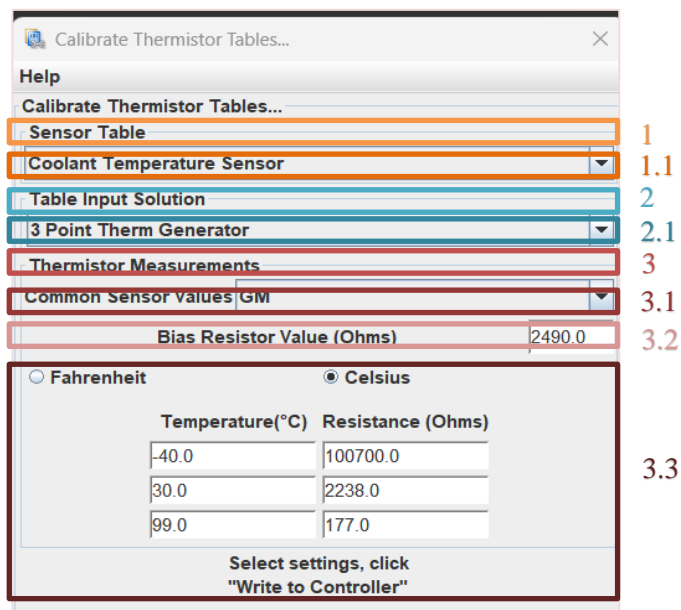 Calibrate Thermistor Tables...
Help
Calibrate Thermistor Tables...
Sensor Table 1
Coolant Temperature Sensor 1.1
Table Input Solution 2
3 Point Therm Generator 2.1
Thermistor Measurements 3
Common Sensor Values GM 3.1
Bias Resistor Value (Ohms) 2490.0 3.2
Fahrenheit Celsius
Temperature(°C) Resistance (Ohms)
-40.0 100700.0
3.3
30.0 2238.0
99.0 177.0
Select settings, click
"Write to Controller"